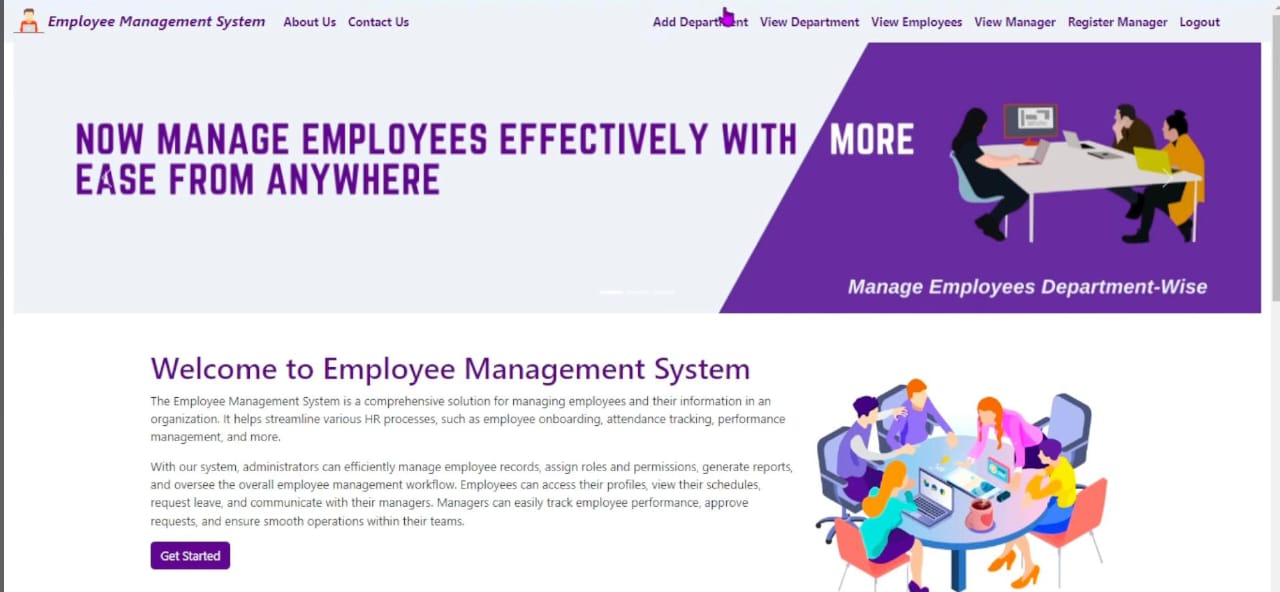 Employee Management System About Us Contact Us Add Department View Department View Employees View Manager Register Manager Logout
NOW MANAGE EMPLOYEES EFFECTIVELY WITH MORE
EASE FROM ANYWHERE
Manage Employees Department-Wise
Welcome to Employee Management System
The Employee Management System is a comprehensive solution for managing employees and their information in an
organization. It helps streamline various HR processes, such as employee onboarding, attendance tracking, performance
management, and more.
With our system, administrators can efficiently manage employee records, assign roles and permissions, generate reports,
and oversee the overall employee management workflow. Employees can access their profiles, view their schedules,
request leave, and communicate with their managers. Managers can easily track employee performance, approve
requests, and ensure smooth operations within their teams.
Get Started